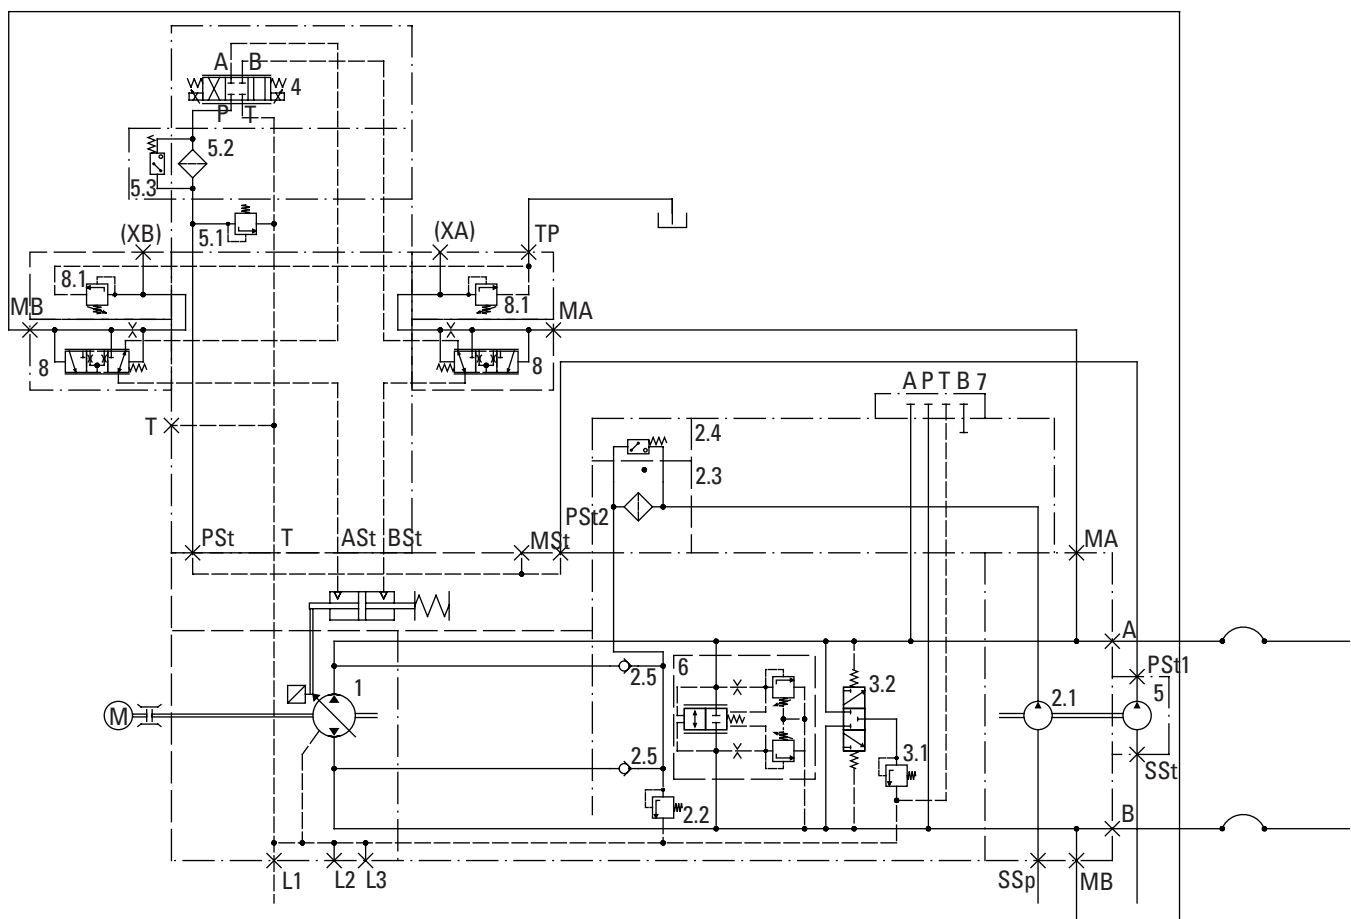 A B
4
P T
5.2
5.3
5.1
(XB)
(XA)
TP
8.1
8.1
MB
MA
8
8
A P T B 7
T
2.4
2.3
PSt
T
ASt
BSt
MSt
PSt2
MA
A
PSt1
2.5
6
1
3.2
2.1
5
M
2.5
3.1
SSt
2.2
B
L1
L2
L3
SSp
MB